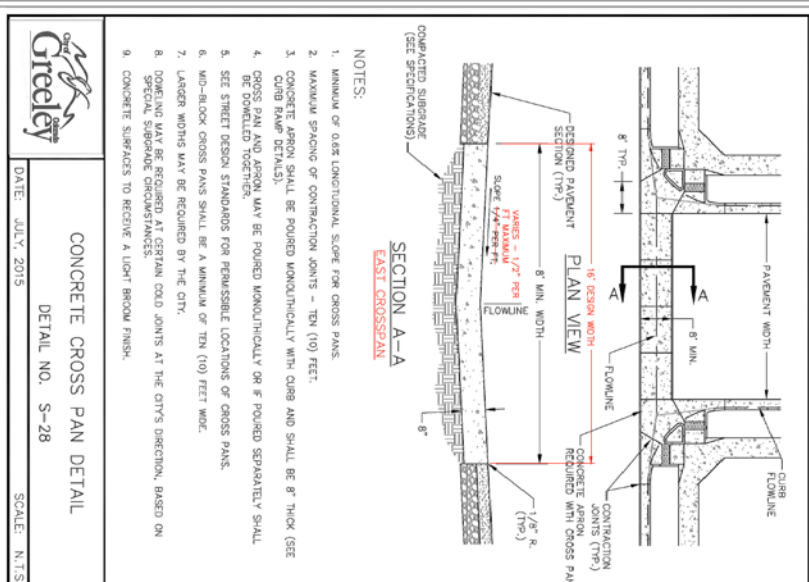 PAVEMENT WIDTH
CURB
FLOWLINE
8' TYP.
A
A
8' MIN.
FLOWLINE
CONTRACTION
JOINTS (TYP.)
CONCRETE APRON
REQUIRED WITH CROSS PAN
PLAN VIEW
16' DESIGN WIDTH
8' MIN. WIDTH
DESIGNED PAVEMENT
SECTION (TYP.)
VARIES - 1/2" PER
FT MAXIMUM
SLOPE 1/4" PER FT.
FLOWLINE
1/8" R.
(TYP.)
8"
COMPACTED SUBGRADE
(SEE SPECIFICATIONS)
SECTION A-A
EAST CROSSPAN
NOTES:
1. MINIMUM OF 0.6% LONGITUDINAL SLOPE FOR CROSS PANS.
2. MAXIMUM SPACING OF CONTRACTION JOINTS - TEN (10) FEET.
3. CONCRETE APRON SHALL BE POURED MONOLITHICALLY WITH CURB AND SHALL BE 8" THICK (SEE
CURB RAMP DETAILS).
4. CROSS PAN AND APRON MAY BE POURED MONOLITHICALLY OR IF POURED SEPARATELY SHALL
BE DOWELLED TOGETHER.
5. SEE STREET DESIGN STANDARDS FOR PERMISSIBLE LOCATIONS OF CROSS PANS.
6. MID-BLOCK CROSS PANS SHALL BE A MINIMUM OF TEN (10) FEET WIDE.
7. LARGER WIDTHS MAY BE REQUIRED BY THE CITY.
8. DOWELING MAY BE REQUIRED AT CERTAIN COLD JOINTS AT THE CITY'S DIRECTION, BASED ON
SPECIAL SUBGRADE CIRCUMSTANCES.
9. CONCRETE SURFACES TO RECEIVE A LIGHT BROOM FINISH.
City of
Greeley
Colorado
CONCRETE CROSS PAN DETAIL
DETAIL NO. S-28
DATE: JULY, 2015
SCALE: N.T.S